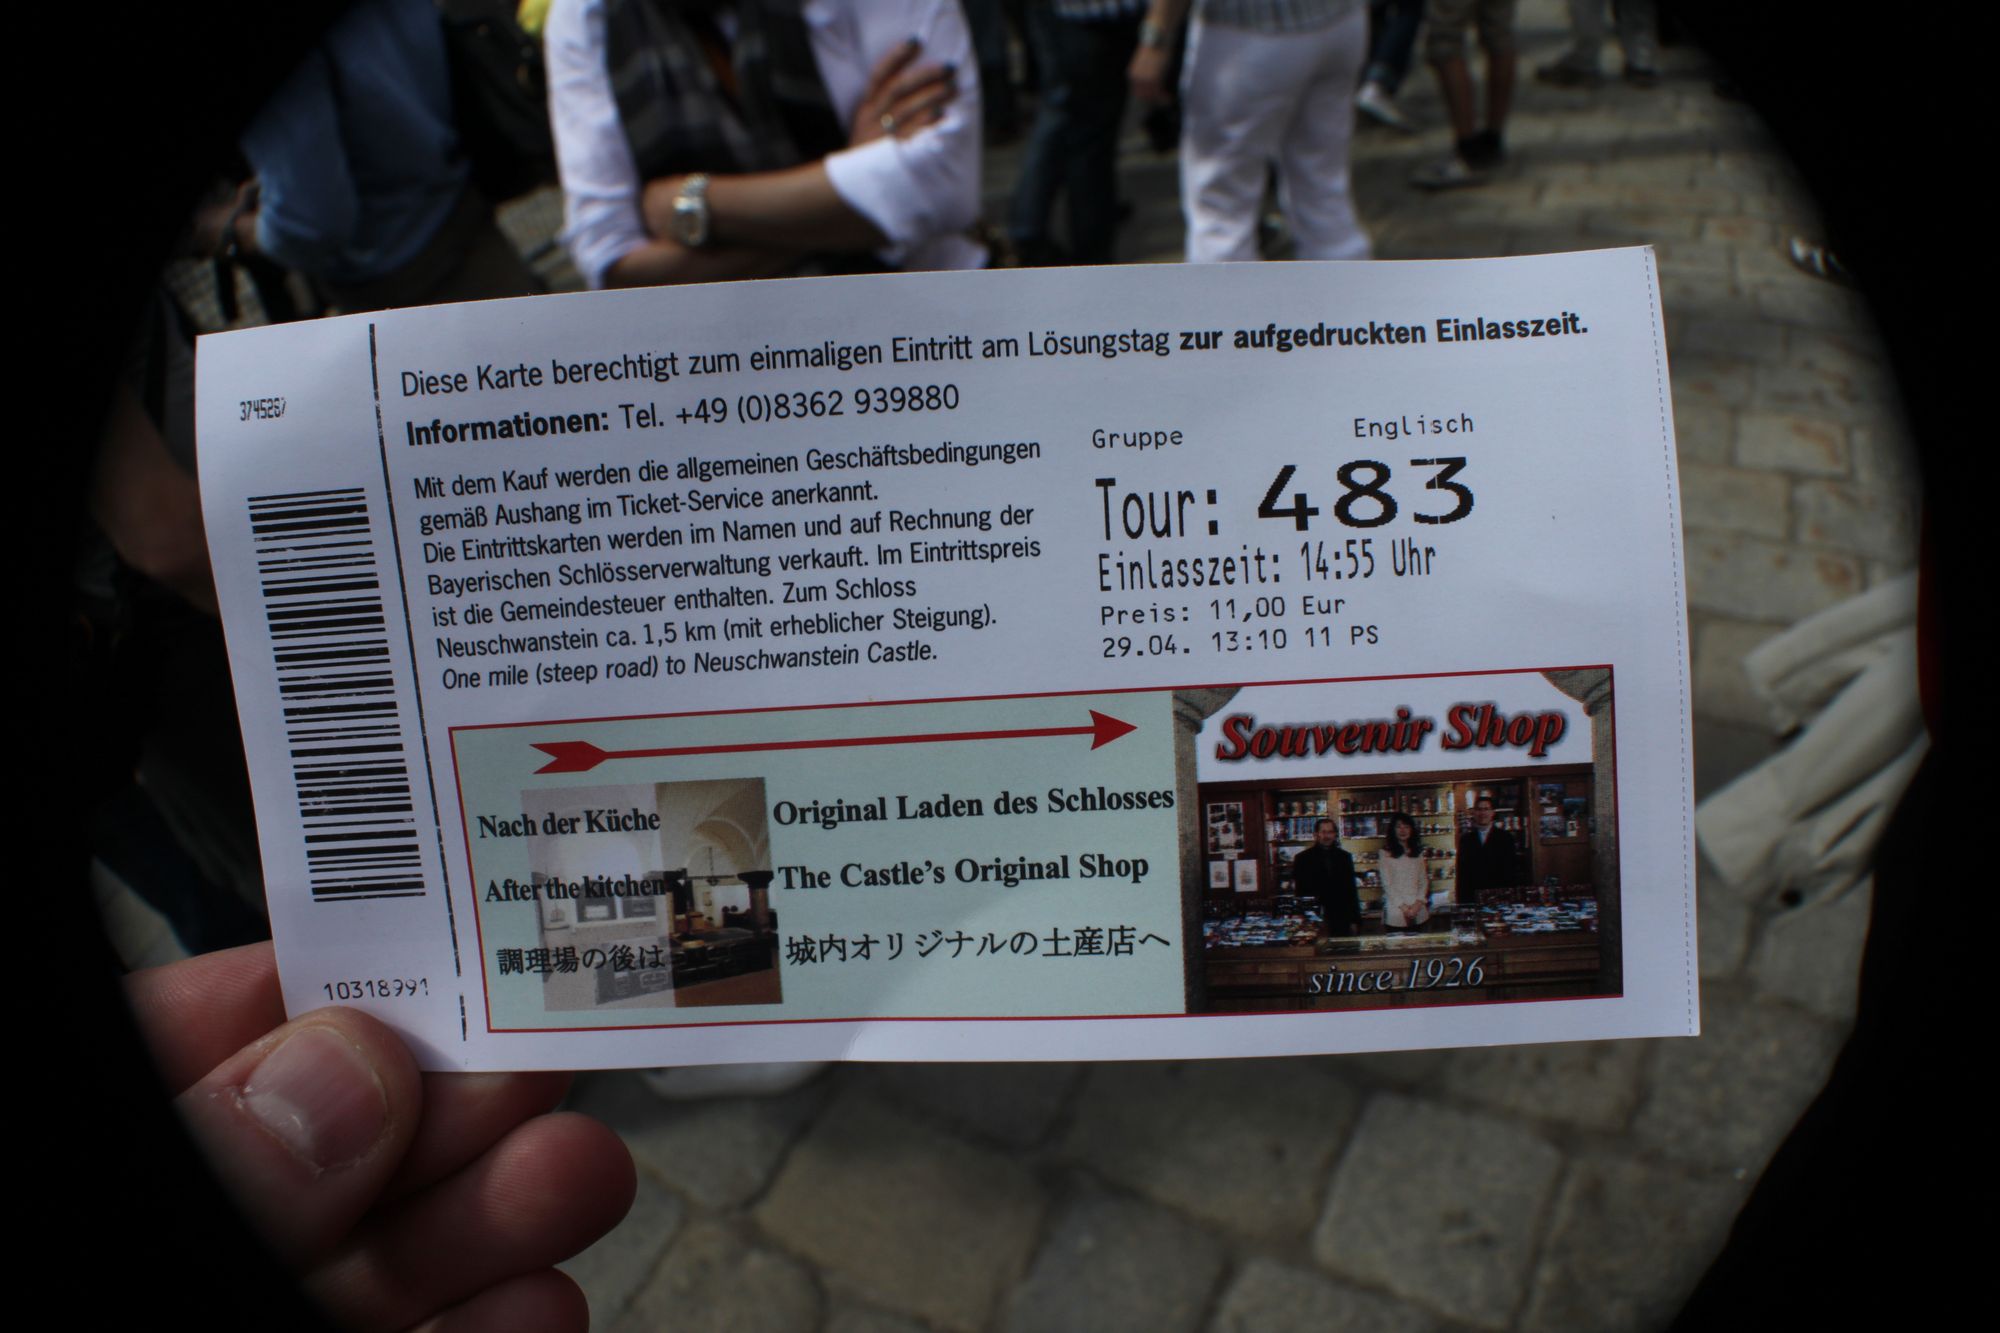 3745267
Diese Karte berechtigt zum einmaligen Eintritt am Lösungstag zur aufgedruckten Einlasszeit.
Informationen: Tel. +49 (0)8362 939880
Mit dem Kauf werden die allgemeinen Geschäftsbedingungen
gemäß Aushang im Ticket-Service anerkannt.
Die Eintrittskarten werden im Namen und auf Rechnung der
Bayerischen Schlösserverwaltung verkauft. Im Eintrittspreis
ist die Gemeindesteuer enthalten. Zum Schloss
Neuschwanstein ca. 1,5 km (mit erheblicher Steigung).
One mile (steep road) to Neuschwanstein Castle.
Gruppe Englisch
Tour: 483
Einlasszeit: 14:55 Uhr
Preis: 11,00 Eur
29.04. 13:10 11 PS
Nach der Küche Original Laden des Schlosses
After the kitchen The Castle's Original Shop
調理場の後は 城内オリジナルの土産店へ
Souvenir Shop
since 1926
10318991